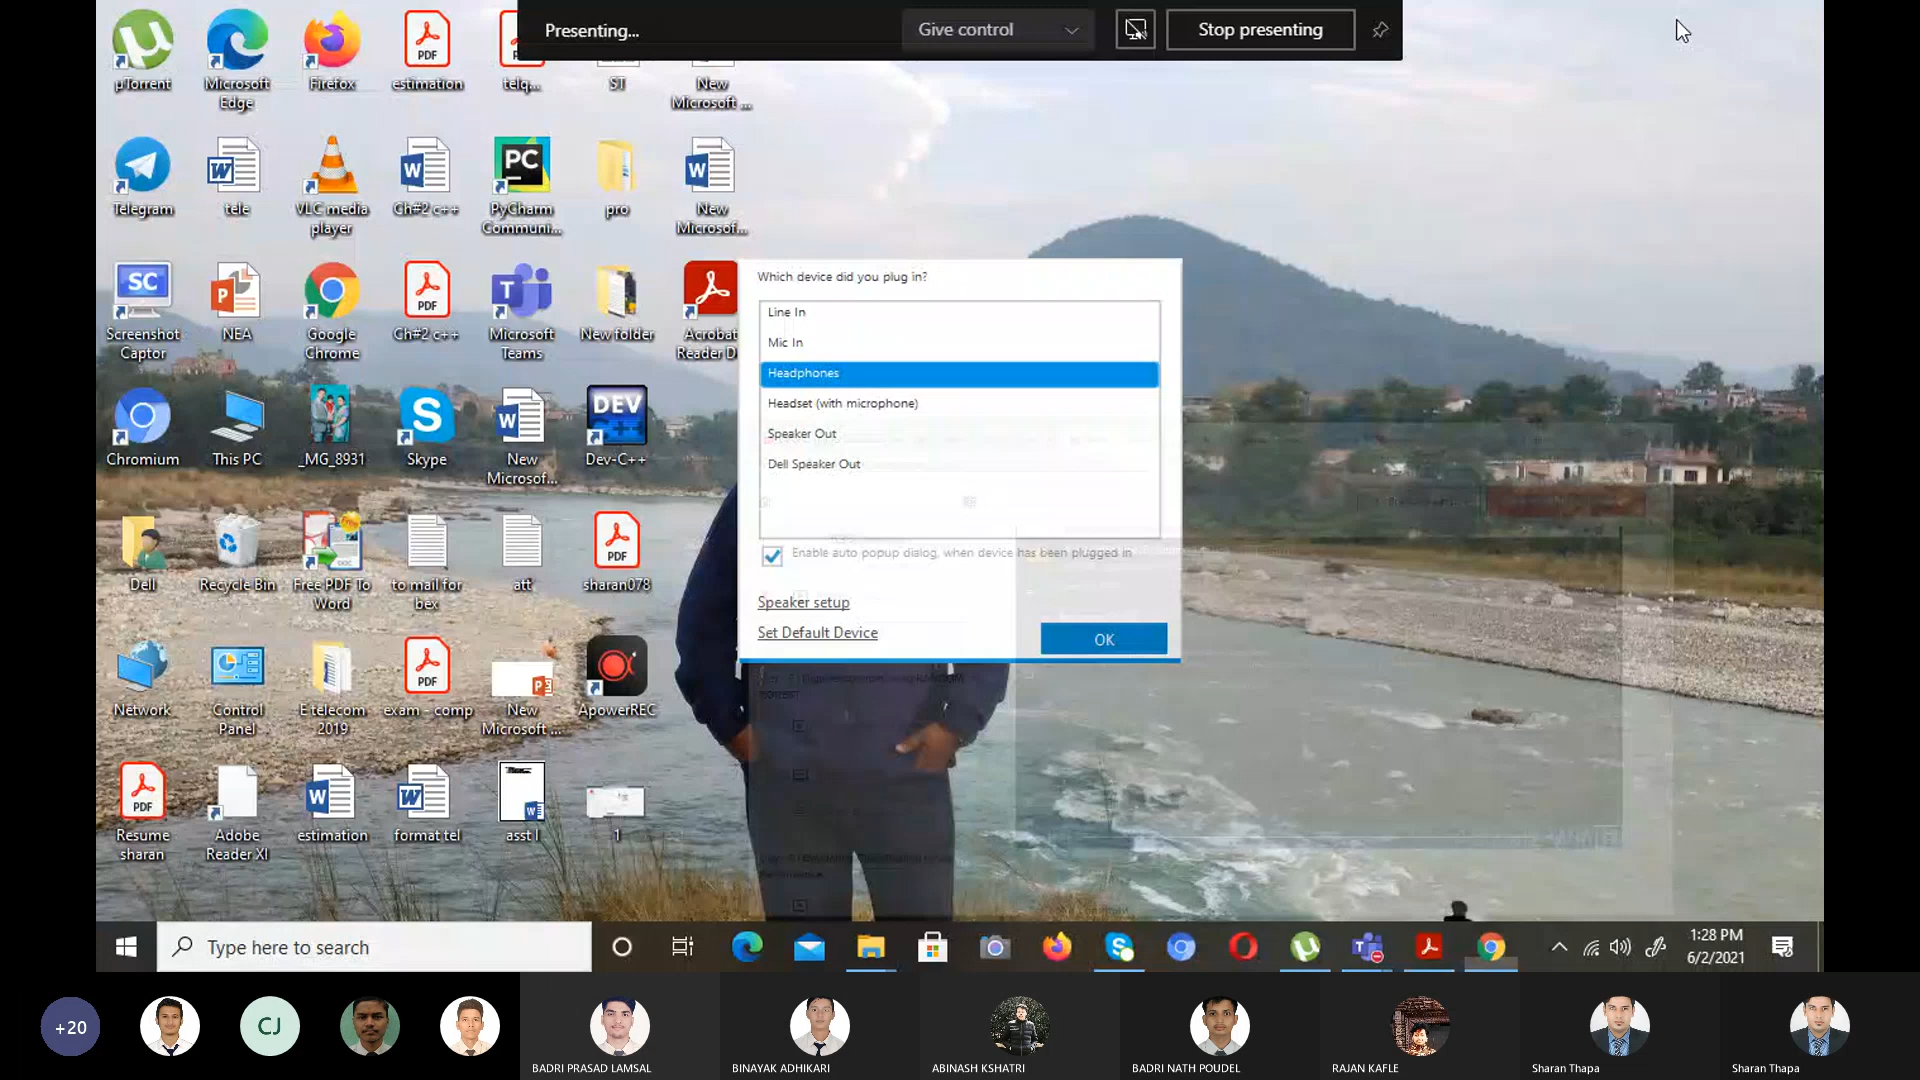 Presenting...
Give control
Stop presenting
µTorrent
Microsoft
Edge
Firefox
estimation
telq...
ST
New
Microsoft ...
Telegram
tele
VLC media
player
Ch#2 c++
PyCharm
Communi...
pro
New
Microsof...
Screenshot
Captor
NEA
Google
Chrome
Ch#2 c++
Microsoft
Teams
New folder
Acrobat
Reader D
Which device did you plug in?
Line In
Mic In
Headphones
Headset (with microphone)
Speaker Out
Dell Speaker Out
Enable auto popup dialog, when device has been plugged in
Speaker setup
Set Default Device
OK
Chromium
This PC
_MG_8931
Skype
New
Microsof...
DEV
Dev-C++
Dell
Recycle Bin
Free PDF To
Word
to mail for
bex
att
PDF
sharan078
Network
Control
Panel
E telecom
2019
PDF
exam - comp
New
Microsoft ...
ApowerREC
PDF
Resume
sharan
Adobe
Reader XI
estimation
format tel
asst I
1
Type here to search
1:28 PM
6/2/2021
+20
CJ
BADRI PRASAD LAMSAL
BINAYAK ADHIKARI
ABINASH KSHATRI
BADRI NATH POUDEL
RAJAN KAFLE
Sharan Thapa
Sharan Thapa